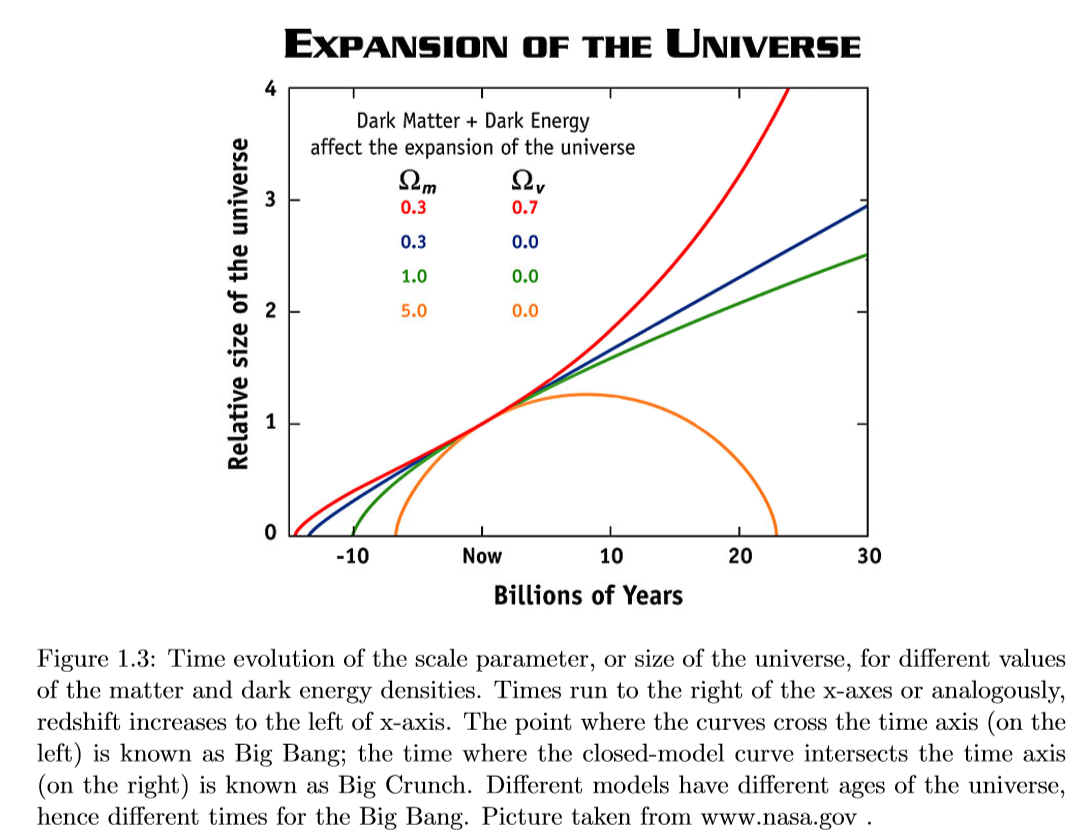 EXPANSION OF THE UNIVERSE
4
Dark Matter + Dark Energy
affect the expansion of the universe
Ωm Ωv
0.3 0.7
0.3 0.0
1.0 0.0
5.0 0.0
3
2
1
0
Relative size of the universe
-10 Now 10 20 30
Billions of Years
Figure 1.3: Time evolution of the scale parameter, or size of the universe, for different values
of the matter and dark energy densities. Times run to the right of the x-axes or analogously,
redshift increases to the left of x-axis. The point where the curves cross the time axis (on the
left) is known as Big Bang; the time where the closed-model curve intersects the time axis
(on the right) is known as Big Crunch. Different models have different ages of the universe,
hence different times for the Big Bang. Picture taken from www.nasa.gov .